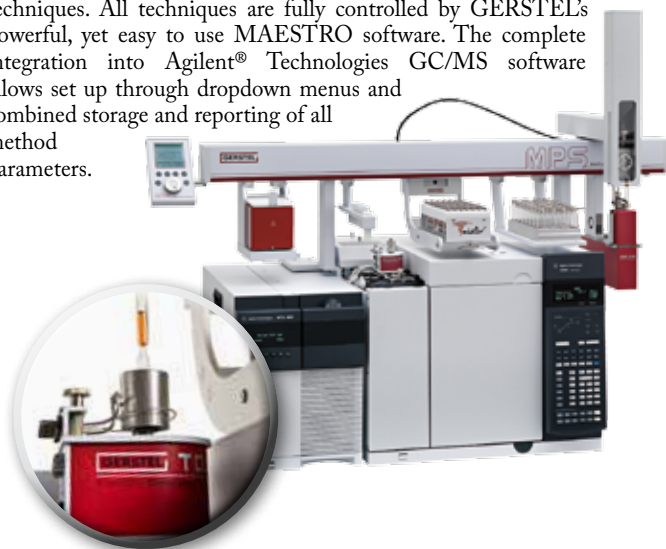 techniques. All techniques are fully controlled by GERSTEL's
powerful, yet easy to use MAESTRO software. The complete
integration into Agilent® Technologies GC/MS software
allows set up through dropdown menus and
combined storage and reporting of all
method
parameters.
GERSTEL
MPS
GERSTEL TD